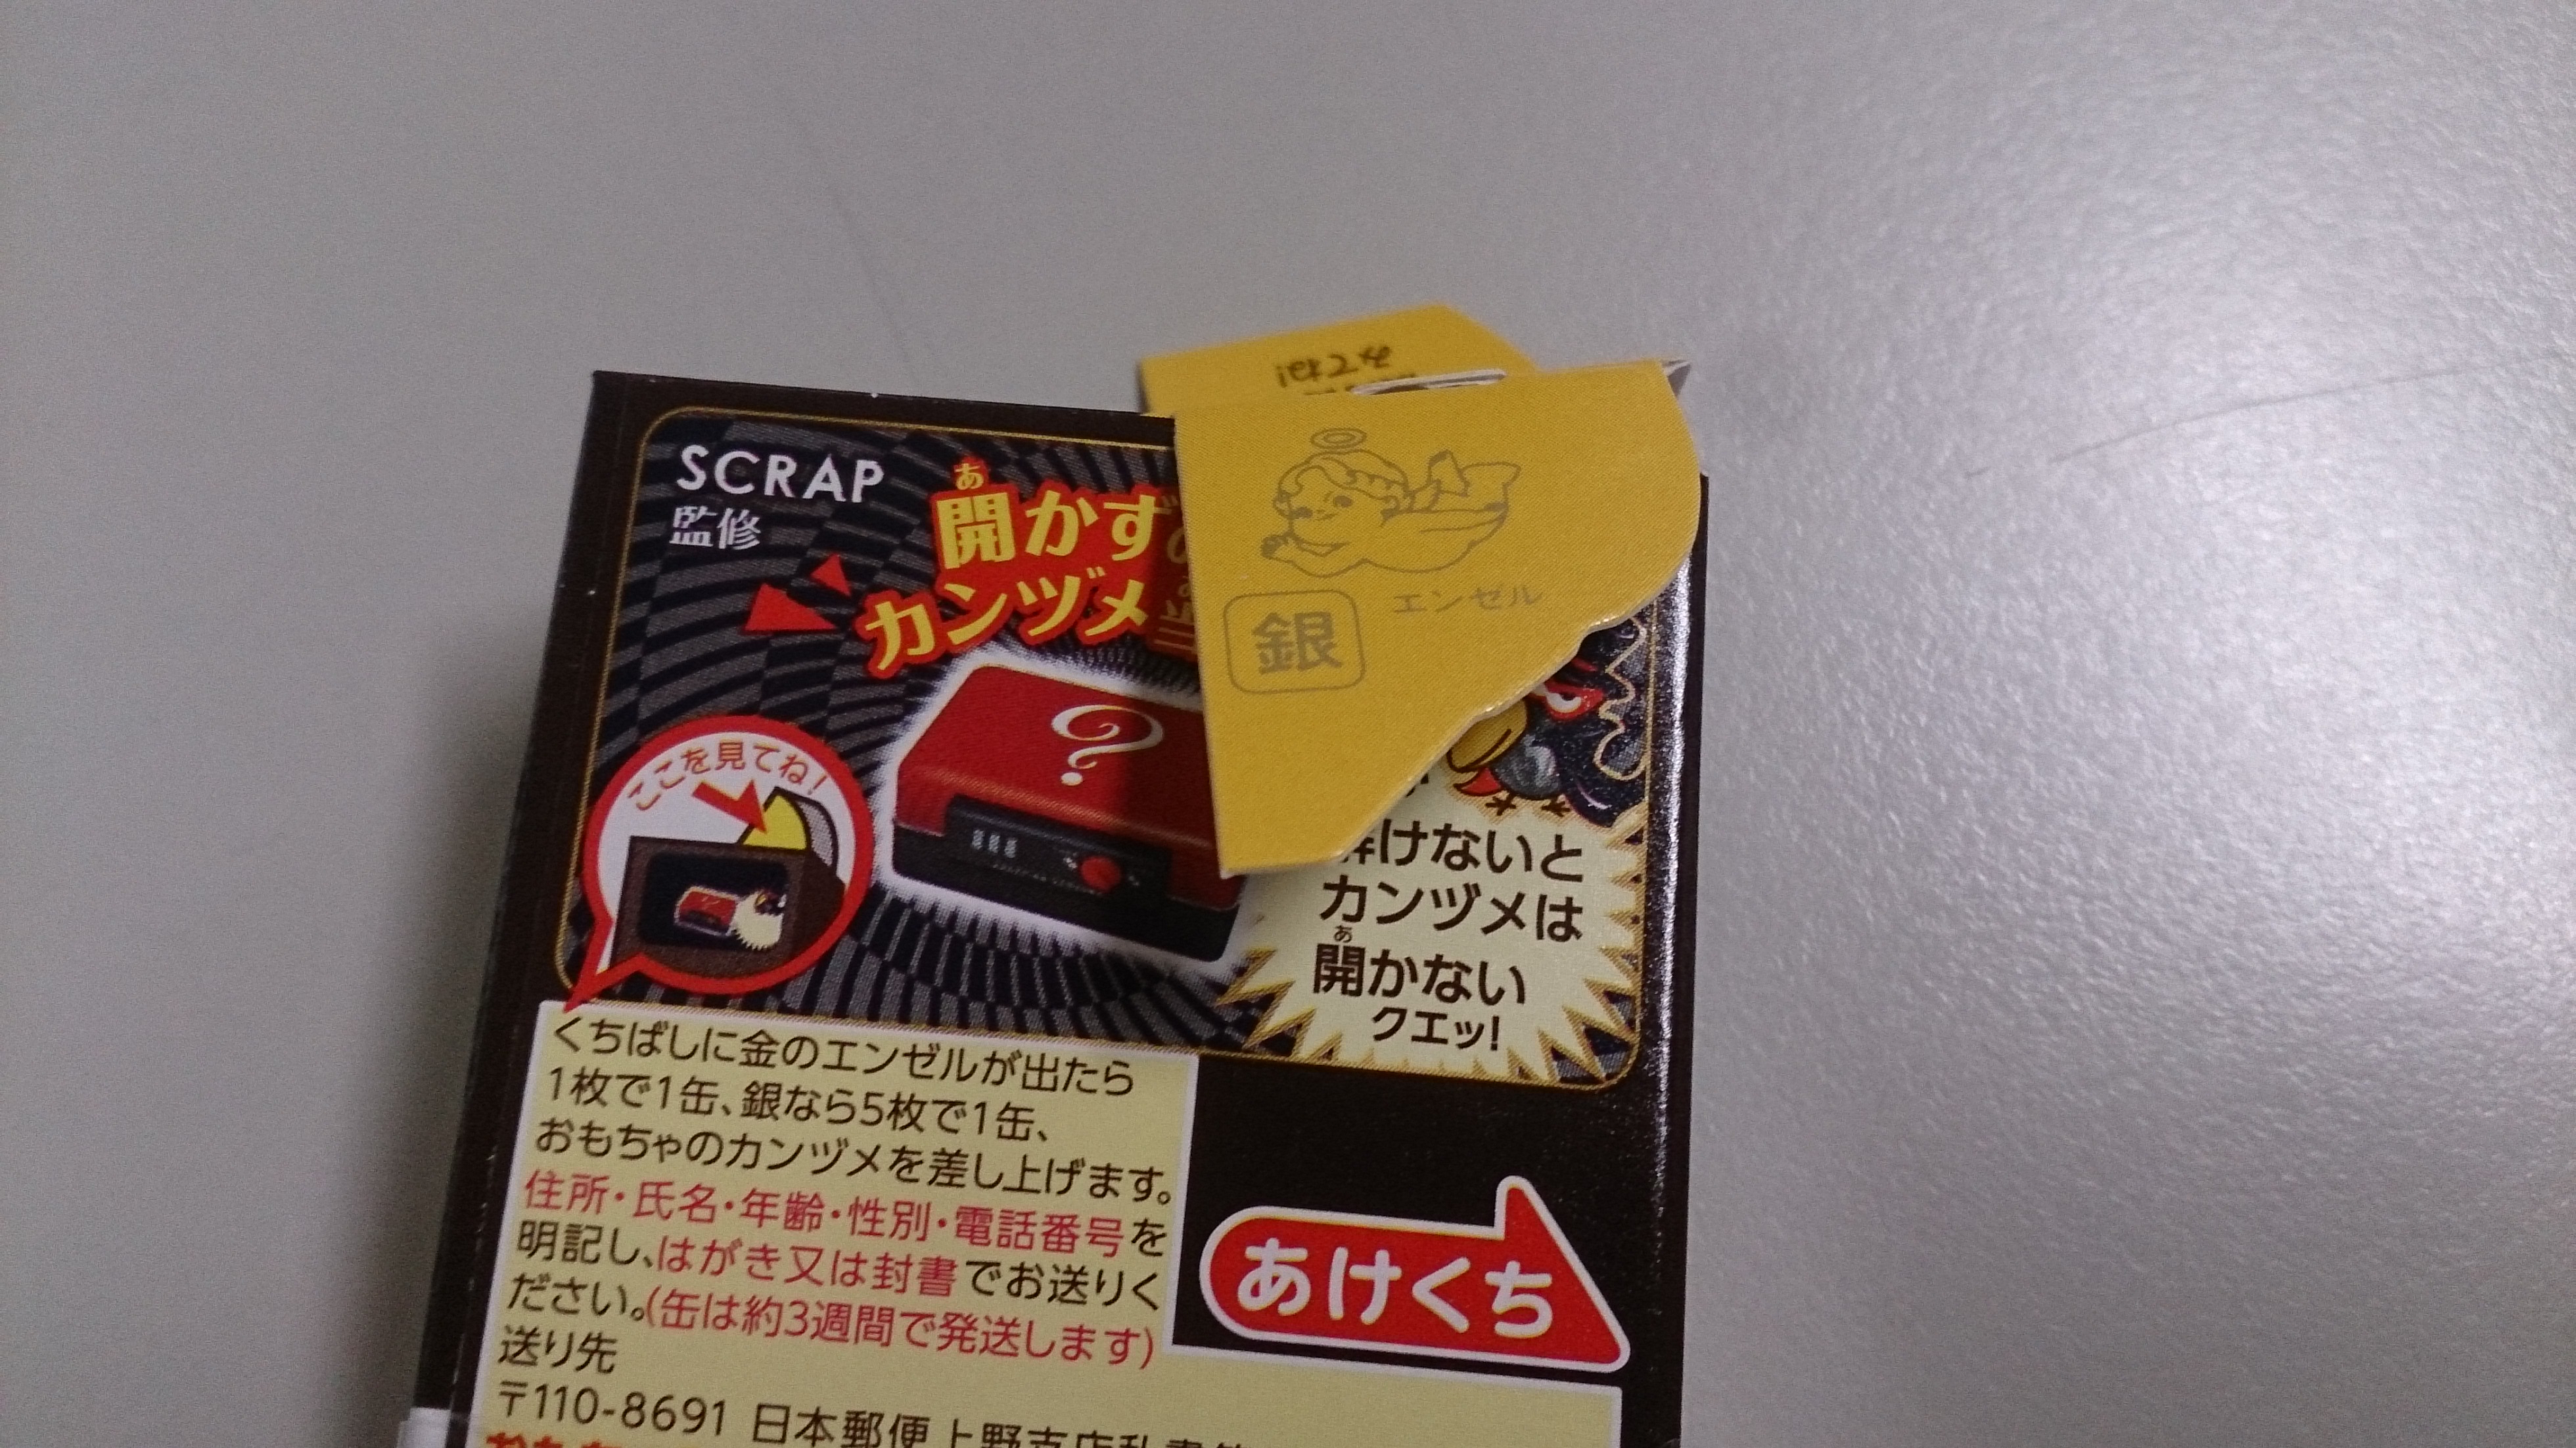 みてね!
SCRAP
監修
あ
開かず
カンヅメ
エンゼル
銀
ここを見てね!
?
けないと
カンヅメは
あ
開かない
クエッ!
くちばしに金のエンゼルが出たら
1枚で1缶、銀なら5枚で1缶、
おもちゃのカンヅメを差し上げます。
住所・氏名・年齢・性別・電話番号を
明記し、はがき又は封書でお送りく
ださい。(缶は約3週間で発送します)
あけくち
送り先
〒110-8691 日本郵便上野支店私書